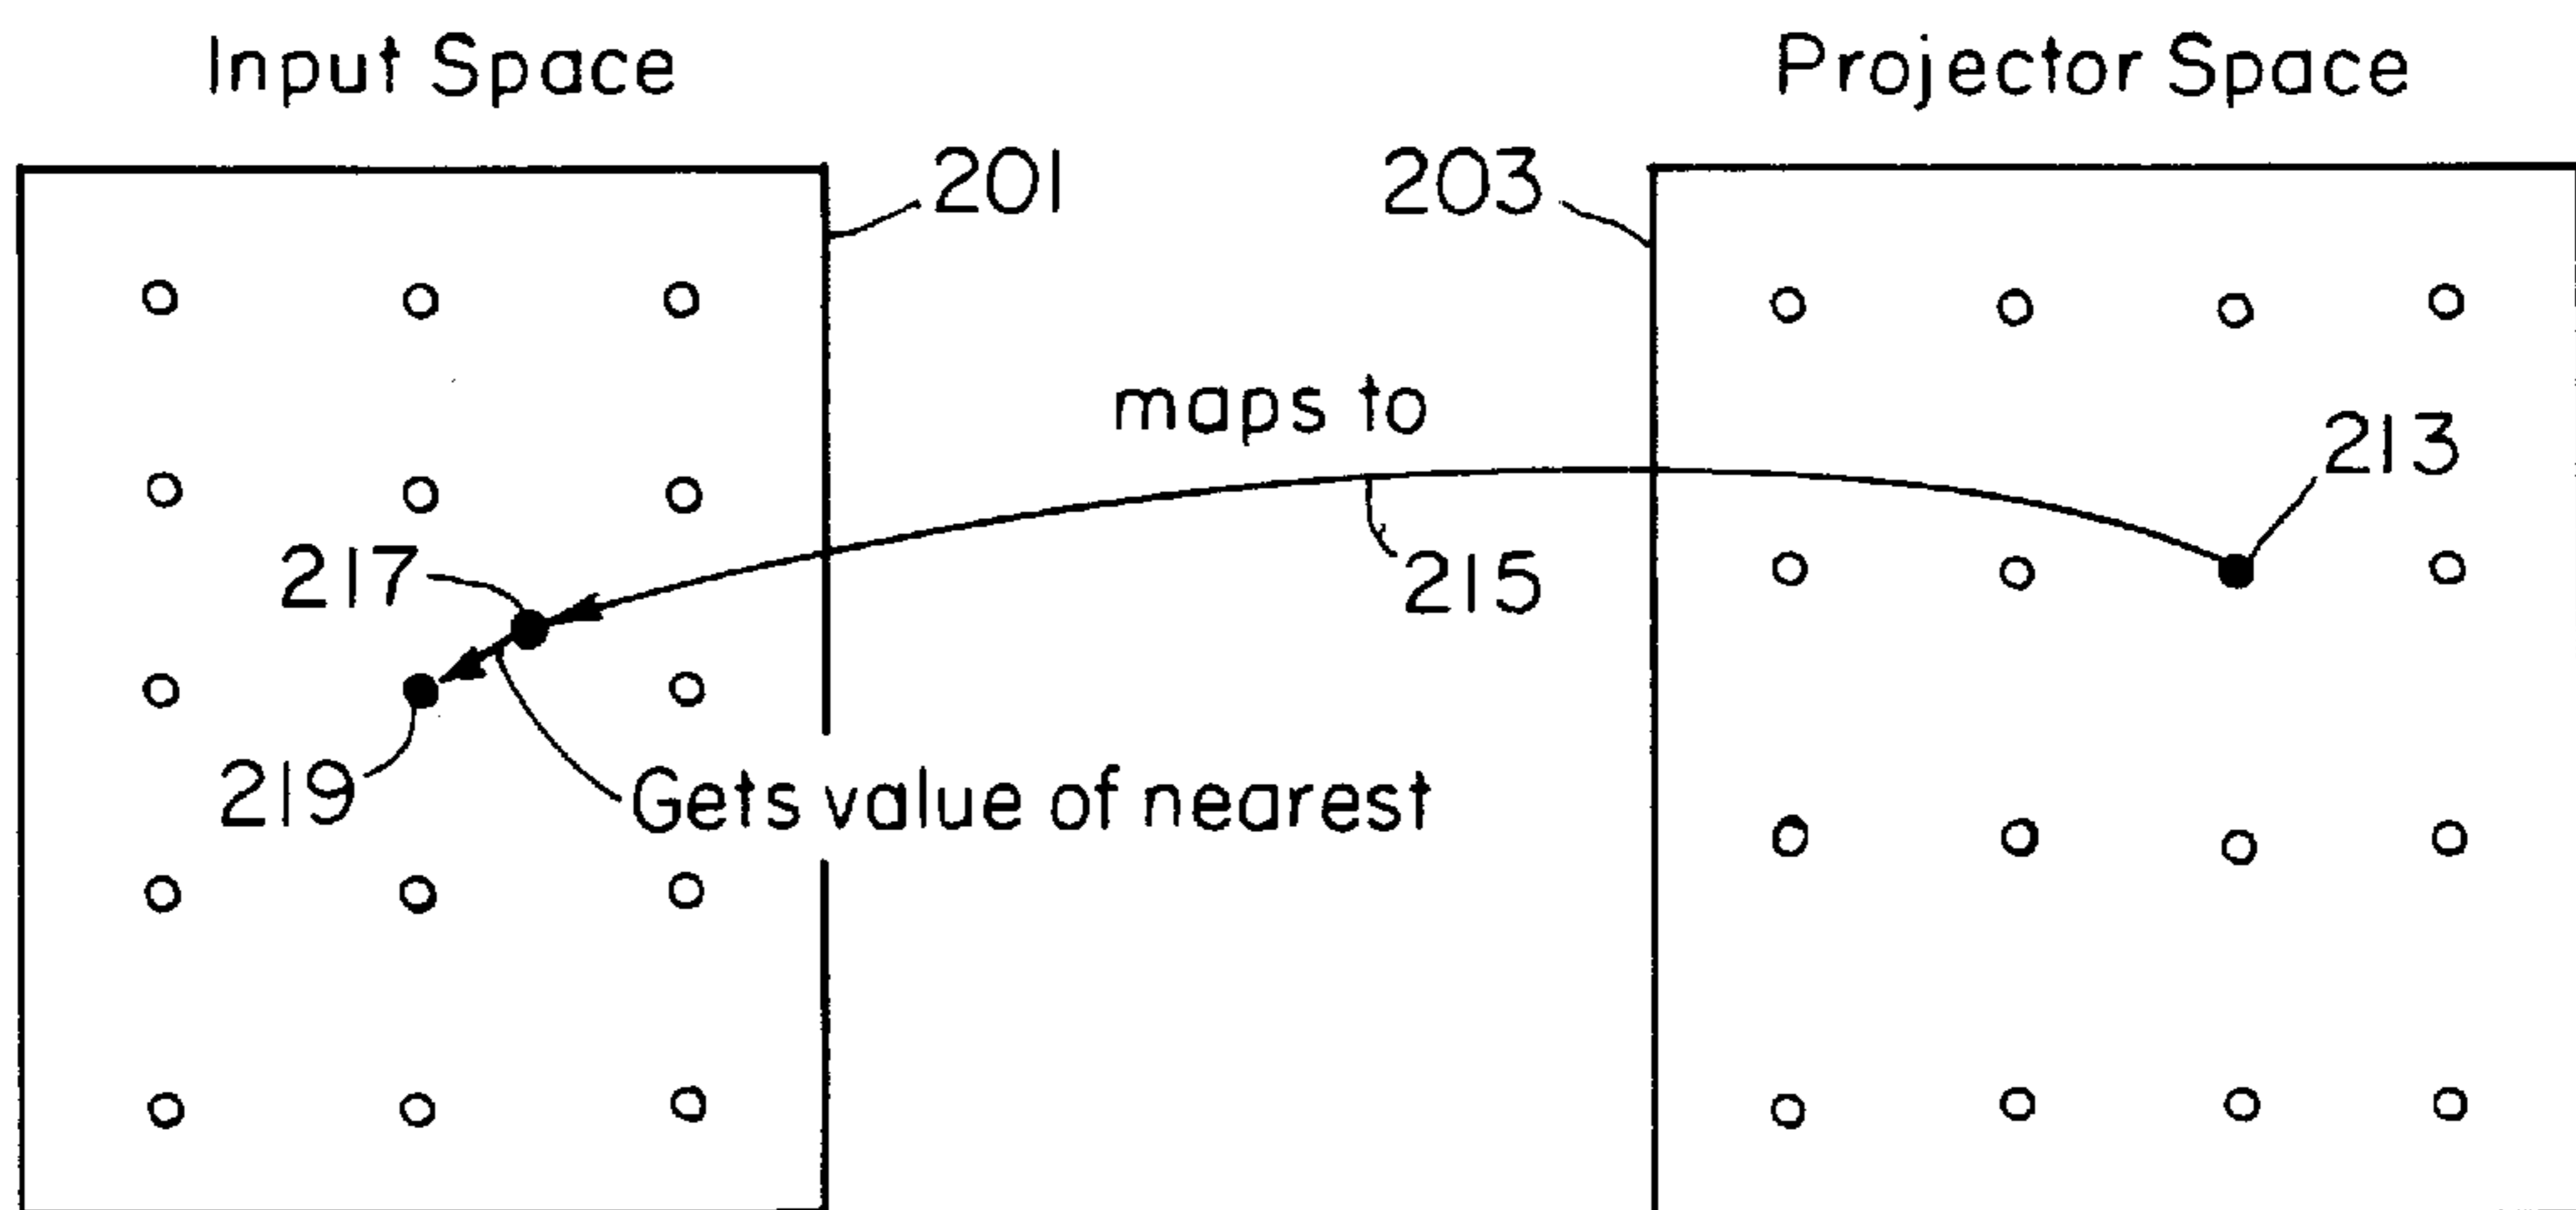 Input Space
Projector Space
201
203
maps to
213
217
215
219
Gets value of nearest